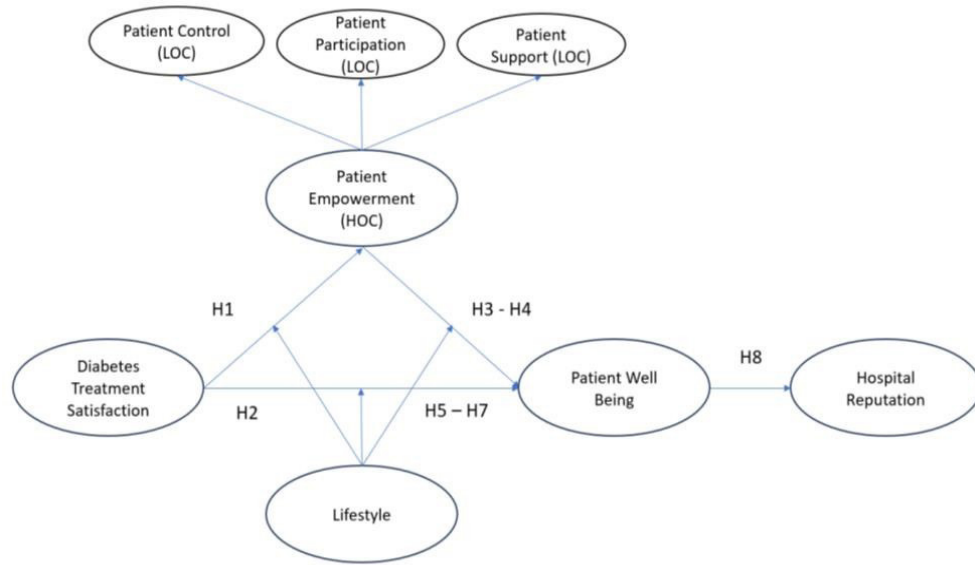 Patient Control
(LOC)
Patient
Participation
(LOC)
Patient
Support (LOC)
Patient
Empowerment
(HOC)
H1
H3 - H4
Diabetes
Treatment
Satisfaction
H2
H5 – H7
Patient Well
Being
H8
Hospital
Reputation
Lifestyle